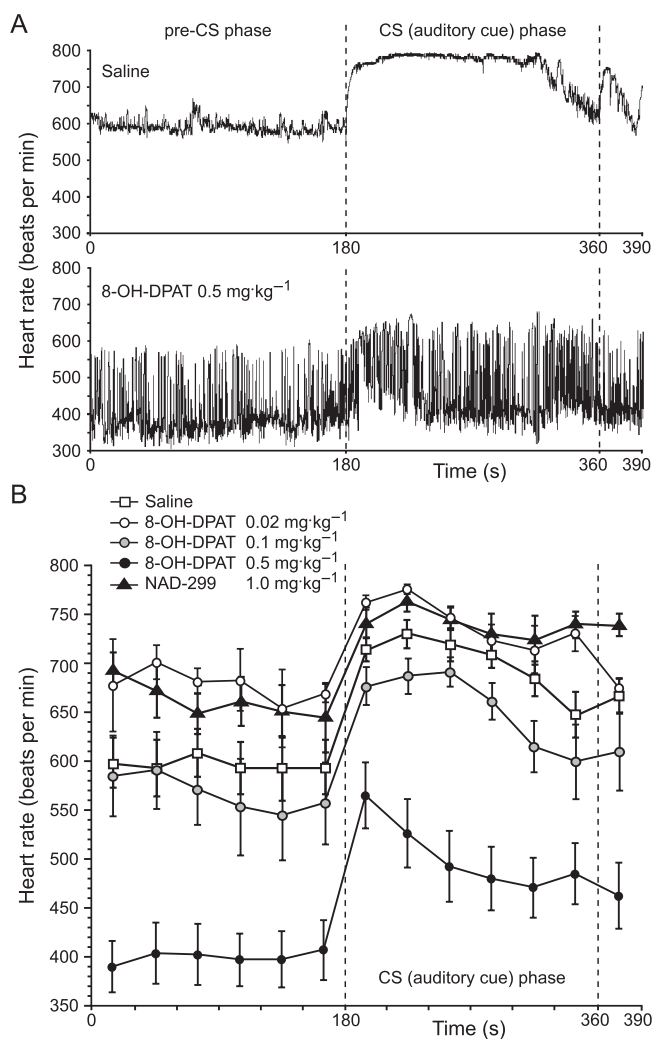 A
pre-CS phase CS (auditory cue) phase
800
Saline
700
600
500
400
300
0 180 360 390
Heart rate (beats per min)
800
8-OH-DPAT 0.5 mg·kg⁻¹
700
600
500
400
300
0 180 Time (s) 360 390
B
Saline
8-OH-DPAT 0.02 mg·kg⁻¹
8-OH-DPAT 0.1 mg·kg⁻¹
8-OH-DPAT 0.5 mg·kg⁻¹
NAD-299 1.0 mg·kg⁻¹
800
750
700
650
600
550
500
450
400
350
Heart rate (beats per min)
CS (auditory cue) phase
0 180 Time (s) 360 390